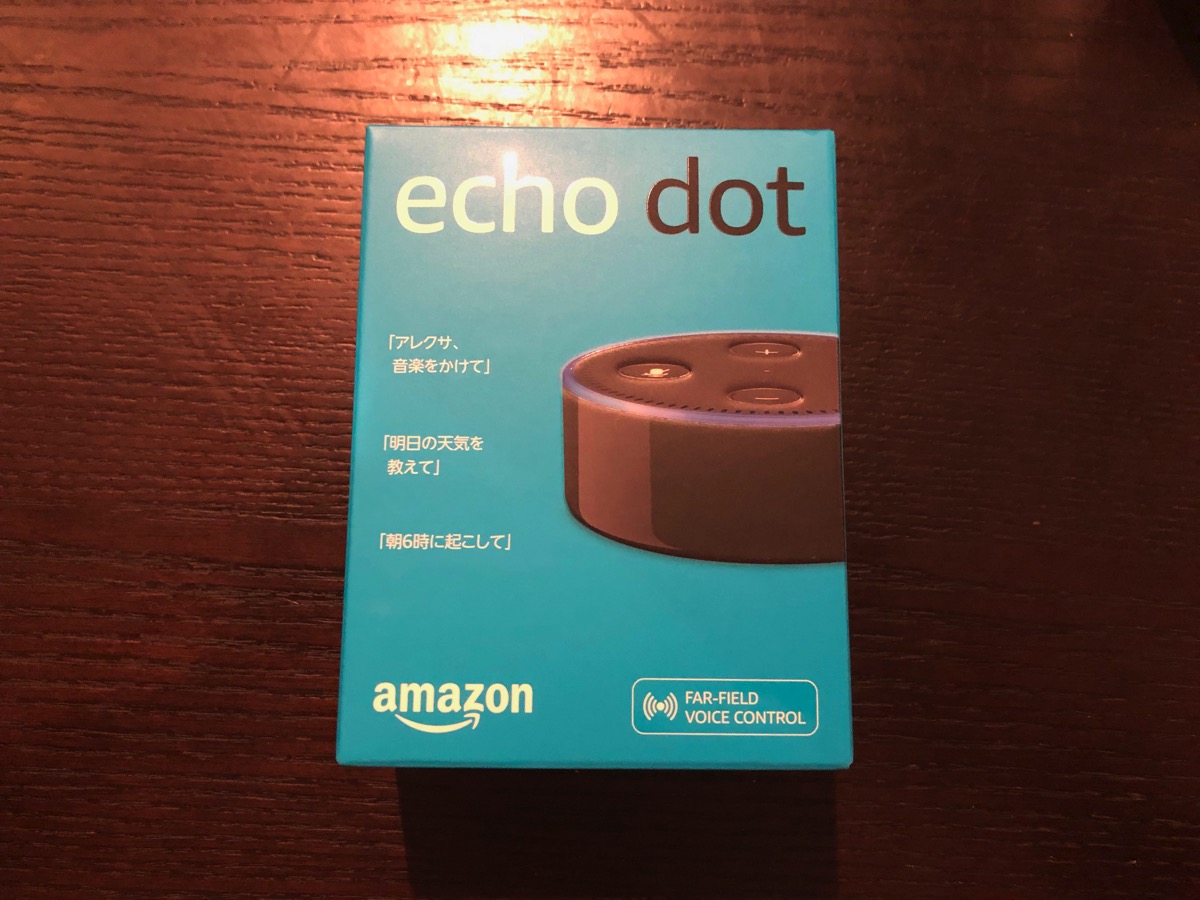 echo dot
「アレクサ、
音楽をかけて」
「明日の天気を
教えて」
「朝6時に起こして」
amazon
FAR-FIELD
VOICE CONTROL